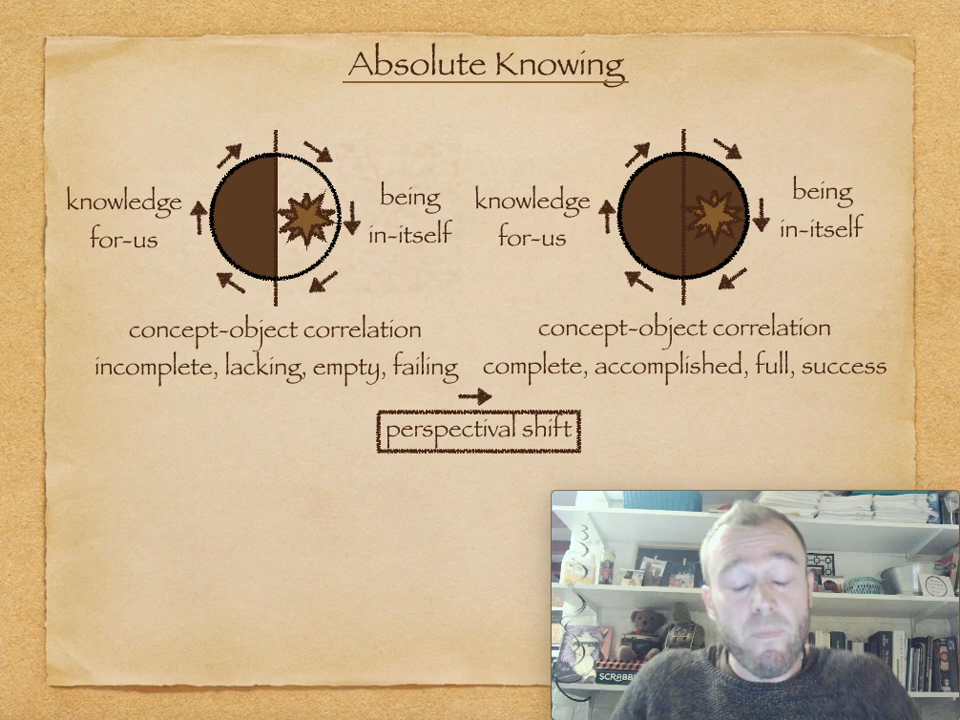 Absolute Knowing
knowledge
for-us
being
in-itself
knowledge
for-us
being
in-itself
concept-object correlation
incomplete, lacking, empty, failing
concept-object correlation
complete, accomplished, full, success
perspectival shift
SCRABBLE